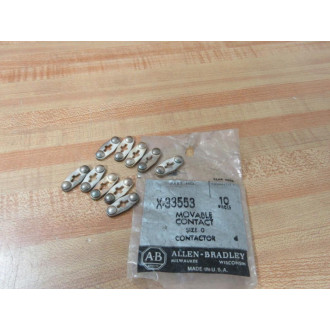 X-33553 10
MOVABLE
CONTACT
SIZE 0
CONTACTOR
AB ALLEN-BRADLEY
MILWAUKEE WISCONSIN
MADE IN U.S.A.